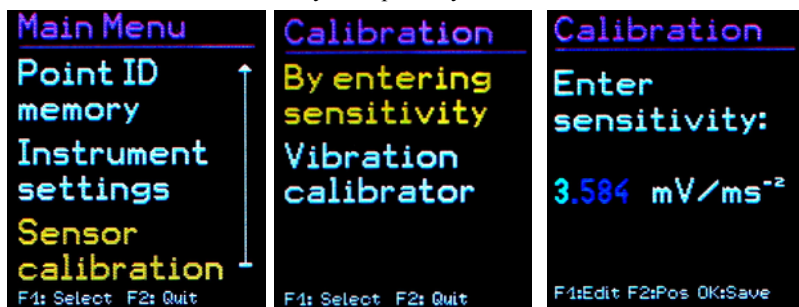 Main Menu
Point ID
memory
Instrument
settings
Sensor
calibration
F1: Select F2: Quit
Calibration
By entering
sensitivity
Vibration
calibrator
F1: Select F2: Quit
Calibration
Enter
sensitivity:
3.584 mV/ms⁻²
F1:Edit F2:Pos OK:Save